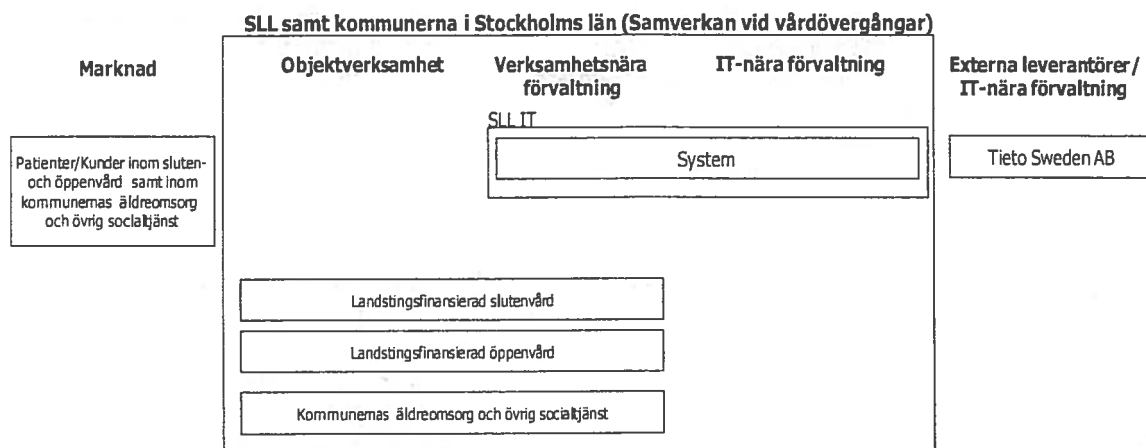 SLL samt kommunerna i Stockholms län (Samverkan vid vårdövergångar)
Marknad
Objektverksamhet
Verksamhetsnära
förvaltning
IT-nära förvaltning
Externa leverantörer/
IT-nära förvaltning
SLL IT
System
Tieto Sweden AB
Patienter/Kunder inom sluten-
och öppenvård samt inom
kommunernas äldreomsorg
och övrig socialtjänst
Landstingsfinansierad slutenvård
Landstingsfinansierad öppenvård
Kommunernas äldreomsorg och övrig socialtjänst